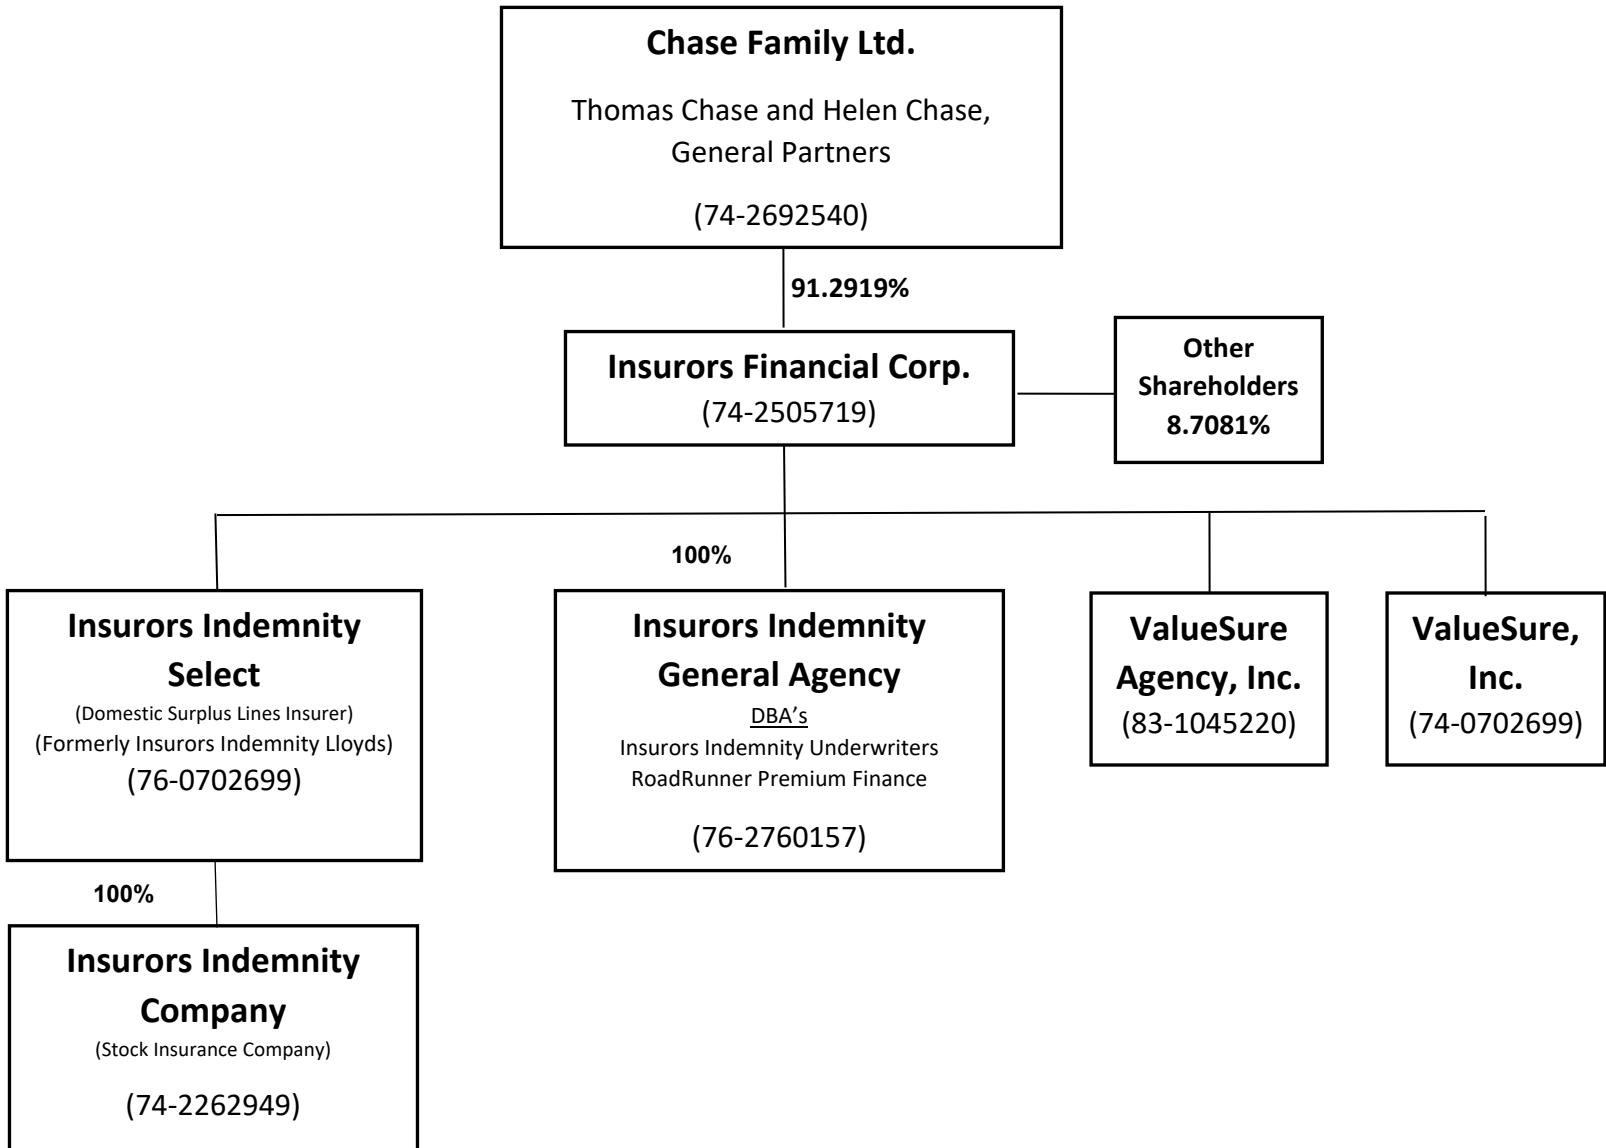 Chase Family Ltd.
Thomas Chase and Helen Chase,
General Partners
(74-2692540)
91.2919%
Insurors Financial Corp.
(74-2505719)
Other
Shareholders
8.7081%
100%
Insurors Indemnity
Select
(Domestic Surplus Lines Insurer)
(Formerly Insurors Indemnity Lloyds)
(76-0702699)
Insurors Indemnity
General Agency
DBA’s
Insurors Indemnity Underwriters
RoadRunner Premium Finance
(76-2760157)
ValueSure
Agency, Inc.
(83-1045220)
ValueSure,
Inc.
(74-0702699)
100%
Insurors Indemnity
Company
(Stock Insurance Company)
(74-2262949)